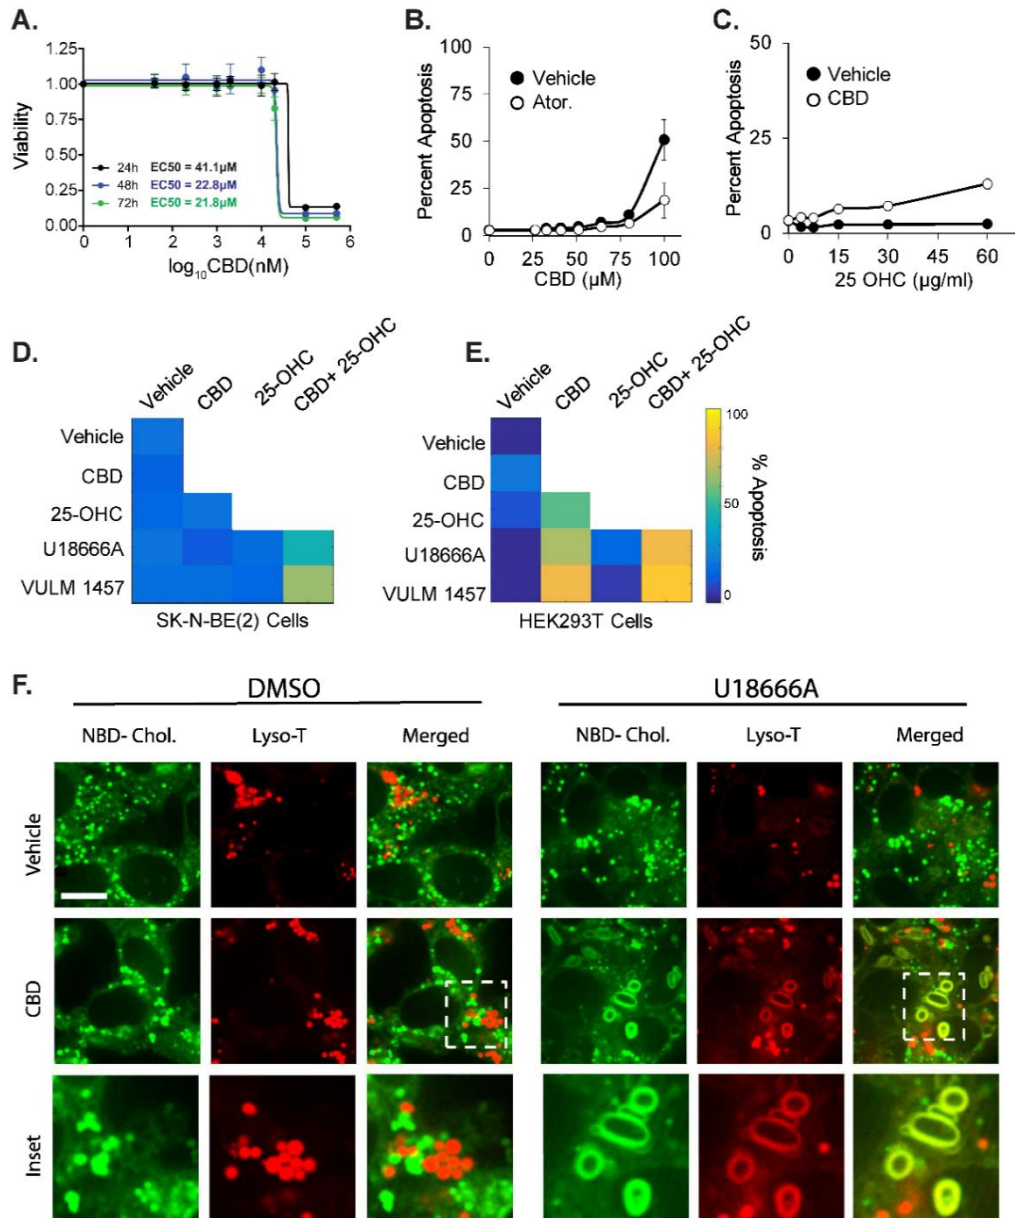 A.
1.25
1.00
0.75
0.50
0.25
0.00
Viability
24h EC50 = 41.1µM
48h EC50 = 22.8µM
72h EC50 = 21.8µM
0 1 2 3 4 5 6
log10CBD(nM)
B.
100
75
50
25
0
Percent Apoptosis
Vehicle
Ator.
0 25 50 75 100
CBD (µM)
C.
50
25
0
Percent Apoptosis
Vehicle
CBD
0 15 30 45 60
25 OHC (µg/ml)
D.
Vehicle CBD 25-OHC CBD+ 25-OHC
Vehicle
CBD
25-OHC
U18666A
VULM 1457
SK-N-BE(2) Cells
E.
Vehicle CBD 25-OHC CBD+ 25-OHC
Vehicle
CBD
25-OHC
U18666A
VULM 1457
HEK293T Cells
100
50
0
% Apoptosis
F.
DMSO U18666A
NBD- Chol. Lyso-T Merged NBD- Chol. Lyso-T Merged
Vehicle
CBD
Inset